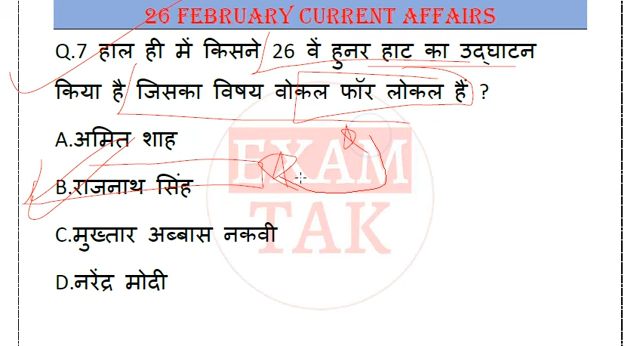 26 FEBRUARY CURRENT AFFAIRS
Q.7 हाल ही में किसने 26 वें हुनर हाट का उद्घाटन
किया है जिसका विषय वोकल फॉर लोकल हैं ?
A.अमित शाह
B.राजनाथ सिंह
C.मुख्तार अब्बास नकवी
D.नरेंद्र मोदी
EXAM
TAK